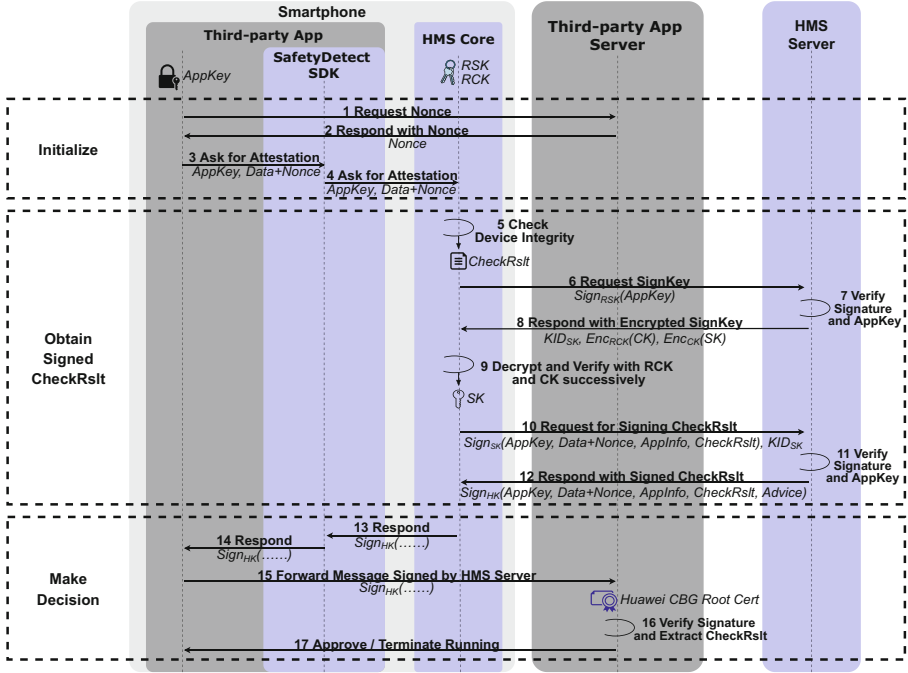 Smartphone
Third-party App
SafetyDetect
SDK
HMS Core
Third-party App
Server
HMS
Server
AppKey
RSK
RCK
Initialize
1 Request Nonce
2 Respond with Nonce
Nonce
3 Ask for Attestation
AppKey, Data+Nonce
4 Ask for Attestation
AppKey, Data+Nonce
Obtain
Signed
CheckRslt
5 Check
Device Integrity
CheckRslt
6 Request SignKey
SignRSK(AppKey)
7 Verify
Signature
and AppKey
8 Respond with Encrypted SignKey
KIDSK, EncRCK(CK), EncCK(SK)
9 Decrypt and Verify with RCK
and CK successively
SK
10 Request for Signing CheckRslt
SignSK(AppKey, Data+Nonce, AppInfo, CheckRslt), KIDSK
11 Verify
Signature
and AppKey
12 Respond with Signed CheckRslt
SignHK(AppKey, Data+Nonce, AppInfo, CheckRslt, Advice)
Make
Decision
13 Respond
SignHK(......)
14 Respond
SignHK(......)
15 Forward Message Signed by HMS Server
SignHK(......)
Huawei CBG Root Cert
16 Verify Signature
and Extract CheckRslt
17 Approve / Terminate Running